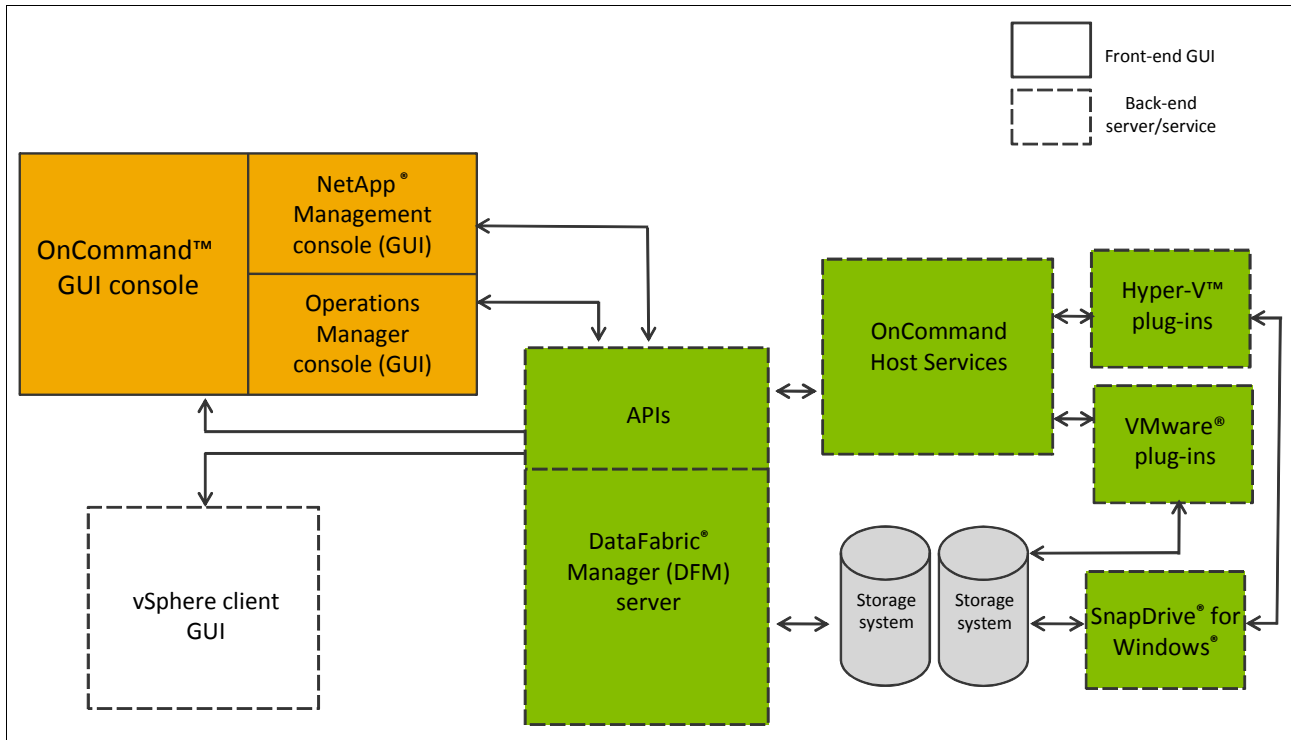 Front-end GUI
Back-end
server/service
NetApp®
Management
console (GUI)
OnCommand™
GUI console
Operations
Manager
console (GUI)
APIs
DataFabric®
Manager (DFM)
server
vSphere client
GUI
OnCommand
Host Services
Hyper-V™
plug-ins
VMware®
plug-ins
Storage
system
Storage
system
SnapDrive® for
Windows®